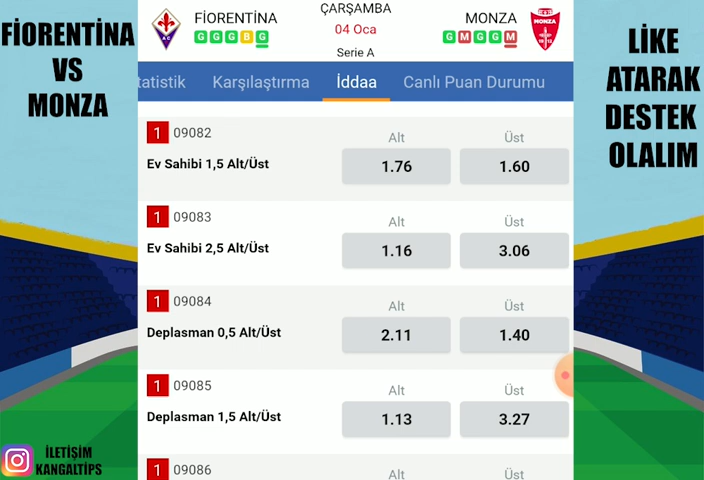 FİORENTİNA
VS
MONZA
FİORENTİNA
G G G B G
ÇARŞAMBA
04 Oca
Serie A
MONZA
G M G G M
MONZA
LİKE
ATARAK
DESTEK
OLALIM
tatistik Karşılaştırma İddaa Canlı Puan Durumu
1 09082 Alt Üst
Ev Sahibi 1,5 Alt/Üst 1.76 1.60
1 09083 Alt Üst
Ev Sahibi 2,5 Alt/Üst 1.16 3.06
1 09084 Alt Üst
Deplasman 0,5 Alt/Üst 2.11 1.40
1 09085 Alt Üst
Deplasman 1,5 Alt/Üst 1.13 3.27
1 09086 Alt Üst
İLETİŞİM
KANGALTİPS